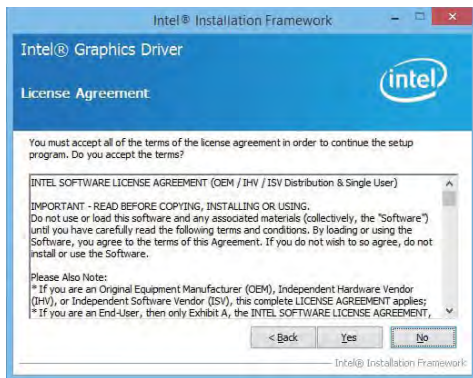 Intel® Installation Framework
Intel® Graphics Driver
License Agreement
intel
You must accept all of the terms of the license agreement in order to continue the setup
program. Do you accept the terms?
INTEL SOFTWARE LICENSE AGREEMENT (OEM / IHV / ISV Distribution & Single User)
IMPORTANT - READ BEFORE COPYING, INSTALLING OR USING.
Do not use or load this software and any associated materials (collectively, the "Software")
until you have carefully read the following terms and conditions. By loading or using the
Software, you agree to the terms of this Agreement. If you do not wish to so agree, do not
install or use the Software.
Please Also Note:
* If you are an Original Equipment Manufacturer (OEM), Independent Hardware Vendor
(IHV), or Independent Software Vendor (ISV), this complete LICENSE AGREEMENT applies;
* If you are an End-User, then only Exhibit A, the INTEL SOFTWARE LICENSE AGREEMENT,
< Back Yes No
Intel® Installation Framework